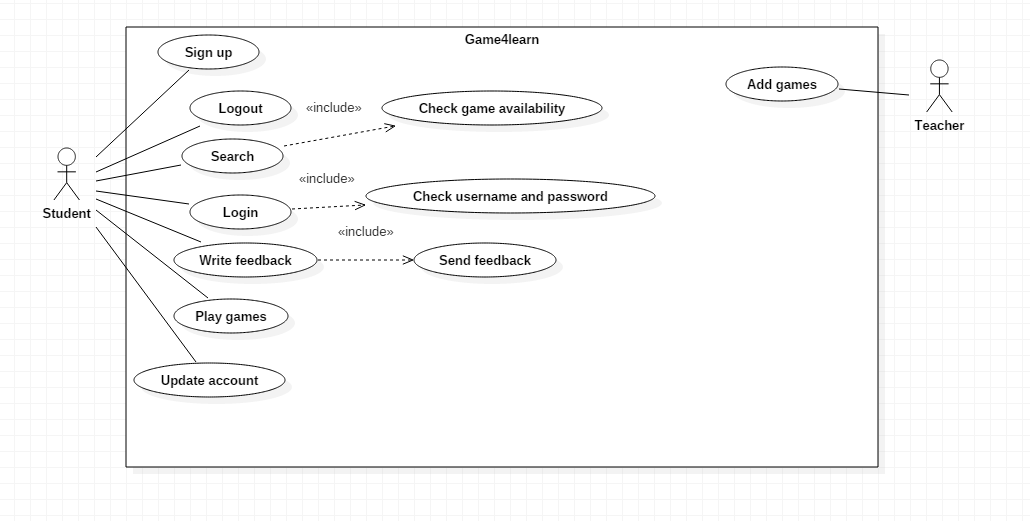 Game4learn
Sign up
Add games
Logout
«include»
Check game availability
Teacher
Search
«include»
Check username and password
Student
Login
«include»
Write feedback
Send feedback
Play games
Update account